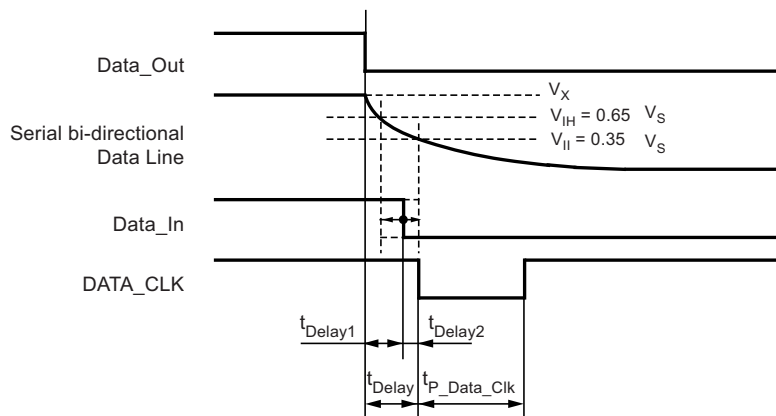 Data_Out
V_X
V_IH = 0.65 V_S
Serial bi-directional
Data Line
V_II = 0.35 V_S
Data_In
DATA_CLK
t_Delay1
t_Delay2
t_Delay
t_P_Data_Clk